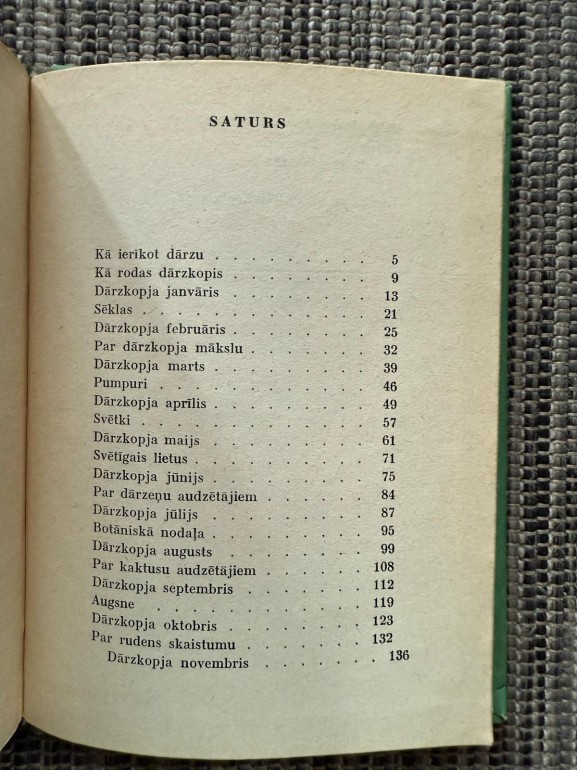 SATURS
Kā ierīkot dārzu . . . . . . . . . 5
Kā rodas dārzkopis . . . . . . . . 9
Dārzkopja janvāris . . . . . . . . 13
Sēklas . . . . . . . . . . . . . 21
Dārzkopja februāris . . . . . . . . 25
Par dārzkopja mākslu . . . . . . . 32
Dārzkopja marts . . . . . . . . . 39
Pumpuri . . . . . . . . . . . . 46
Dārzkopja aprīlis . . . . . . . . . 49
Svētki . . . . . . . . . . . . . 57
Dārzkopja maijs . . . . . . . . . 61
Svētīgais lietus . . . . . . . . . . 71
Dārzkopja jūnijs . . . . . . . . . 75
Par dārzeņu audzētājiem . . . . . . 84
Dārzkopja jūlijs . . . . . . . . . 87
Botāniskā nodaļa . . . . . . . . . 95
Dārzkopja augusts . . . . . . . . 99
Par kaktusu audzētājiem . . . . . . 108
Dārzkopja septembris . . . . . . . 112
Augsne . . . . . . . . . . . . 119
Dārzkopja oktobris . . . . . . . . 123
Par rudens skaistumu . . . . . . . 132
Dārzkopja novembris . . . . . . . 136